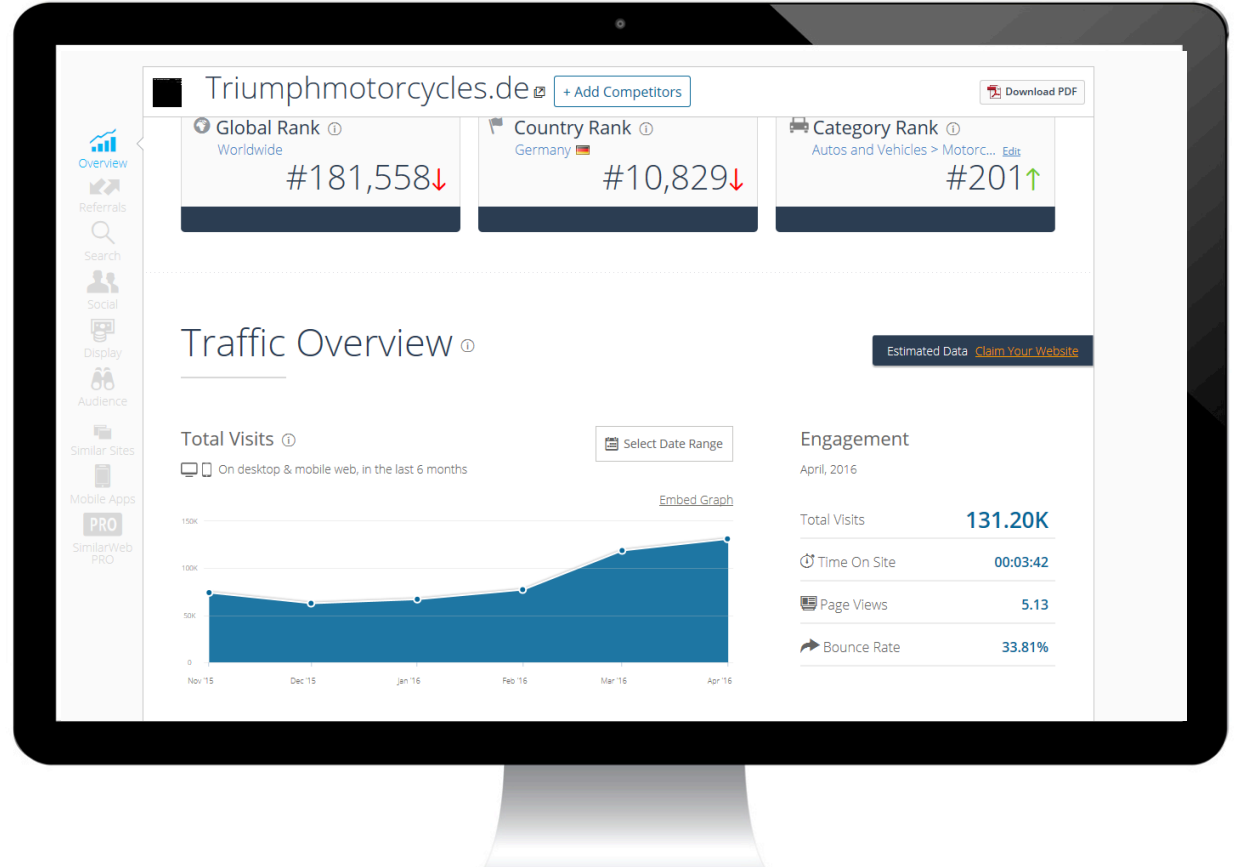 Triumphmotorcycles.de + Add Competitors Download PDF
Global Rank Country Rank Category Rank
Worldwide Germany Autos and Vehicles > Motorc... Edit
#181,558 #10,829 #201
Overview
Referrals
Search
Social
Display
Audience
Similar Sites
Mobile Apps
PRO
SimilarWeb
PRO
Traffic Overview
Estimated Data Claim Your Website
Total Visits Select Date Range
On desktop & mobile web, in the last 6 months
Embed Graph
150K
100K
50K
0
Nov '15 Dec '15 Jan '16 Feb '16 Mar '16 Apr '16
Engagement
April, 2016
Total Visits 131.20K
Time On Site 00:03:42
Page Views 5.13
Bounce Rate 33.81%